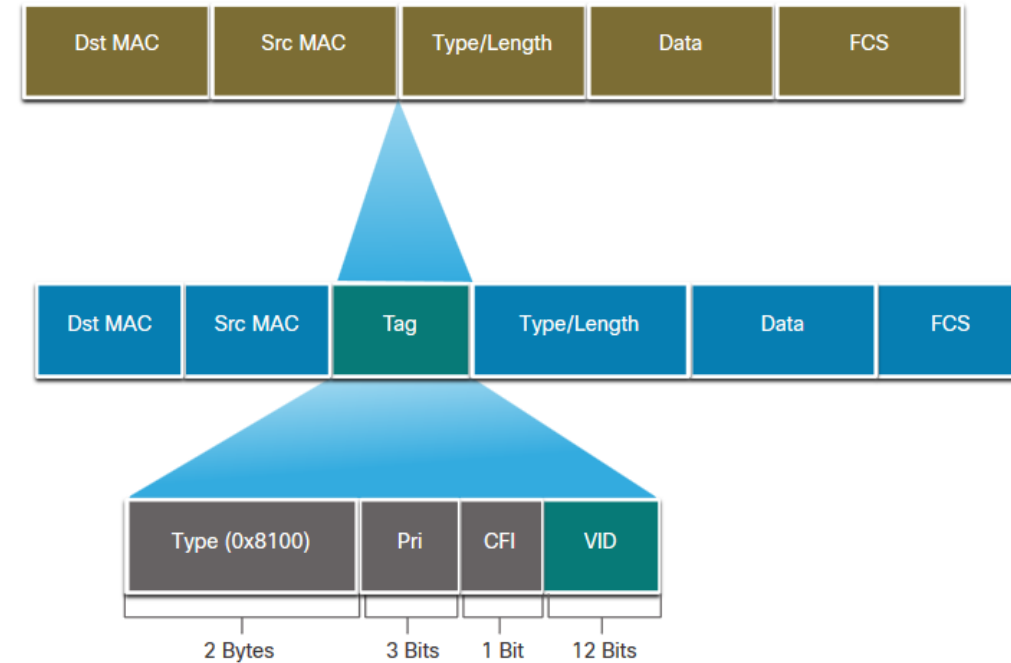 Dst MAC
Src MAC
Type/Length
Data
FCS
Dst MAC
Src MAC
Tag
Type/Length
Data
FCS
Type (0x8100)
Pri
CFI
VID
2 Bytes
3 Bits
1 Bit
12 Bits